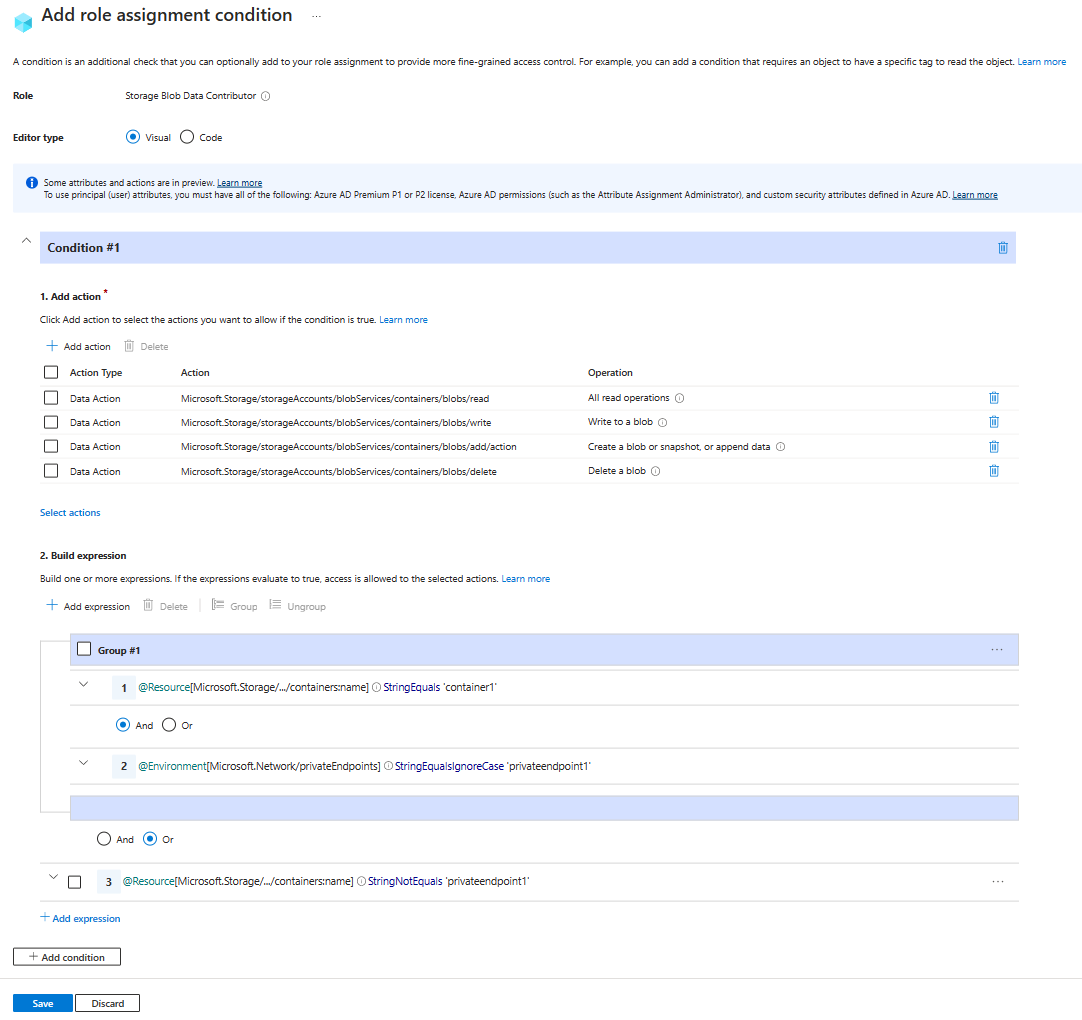 Add role assignment condition ...
A condition is an additional check that you can optionally add to your role assignment to provide more fine-grained access control. For example, you can add a condition that requires an object to have a specific tag to read the object. Learn more
Role Storage Blob Data Contributor
Editor type Visual Code
Some attributes and actions are in preview. Learn more
To use principal (user) attributes, you must have all of the following: Azure AD Premium P1 or P2 license, Azure AD permissions (such as the Attribute Assignment Administrator), and custom security attributes defined in Azure AD. Learn more
Condition #1
1. Add action *
Click Add action to select the actions you want to allow if the condition is true. Learn more
+ Add action Delete
Action Type Action Operation
Data Action Microsoft.Storage/storageAccounts/blobServices/containers/blobs/read All read operations
Data Action Microsoft.Storage/storageAccounts/blobServices/containers/blobs/write Write to a blob
Data Action Microsoft.Storage/storageAccounts/blobServices/containers/blobs/add/action Create a blob or snapshot, or append data
Data Action Microsoft.Storage/storageAccounts/blobServices/containers/blobs/delete Delete a blob
Select actions
2. Build expression
Build one or more expressions. If the expressions evaluate to true, access is allowed to the selected actions. Learn more
+ Add expression Delete Group Ungroup
Group #1 ...
1 @Resource[Microsoft.Storage/.../containers:name] StringEquals 'container1'
And Or
2 @Environment[Microsoft.Network/privateEndpoints] StringEqualsIgnoreCase 'privateendpoint1'
And Or
3 @Resource[Microsoft.Storage/.../containers:name] StringNotEquals 'privateendpoint1' ...
+ Add expression
+ Add condition
Save Discard